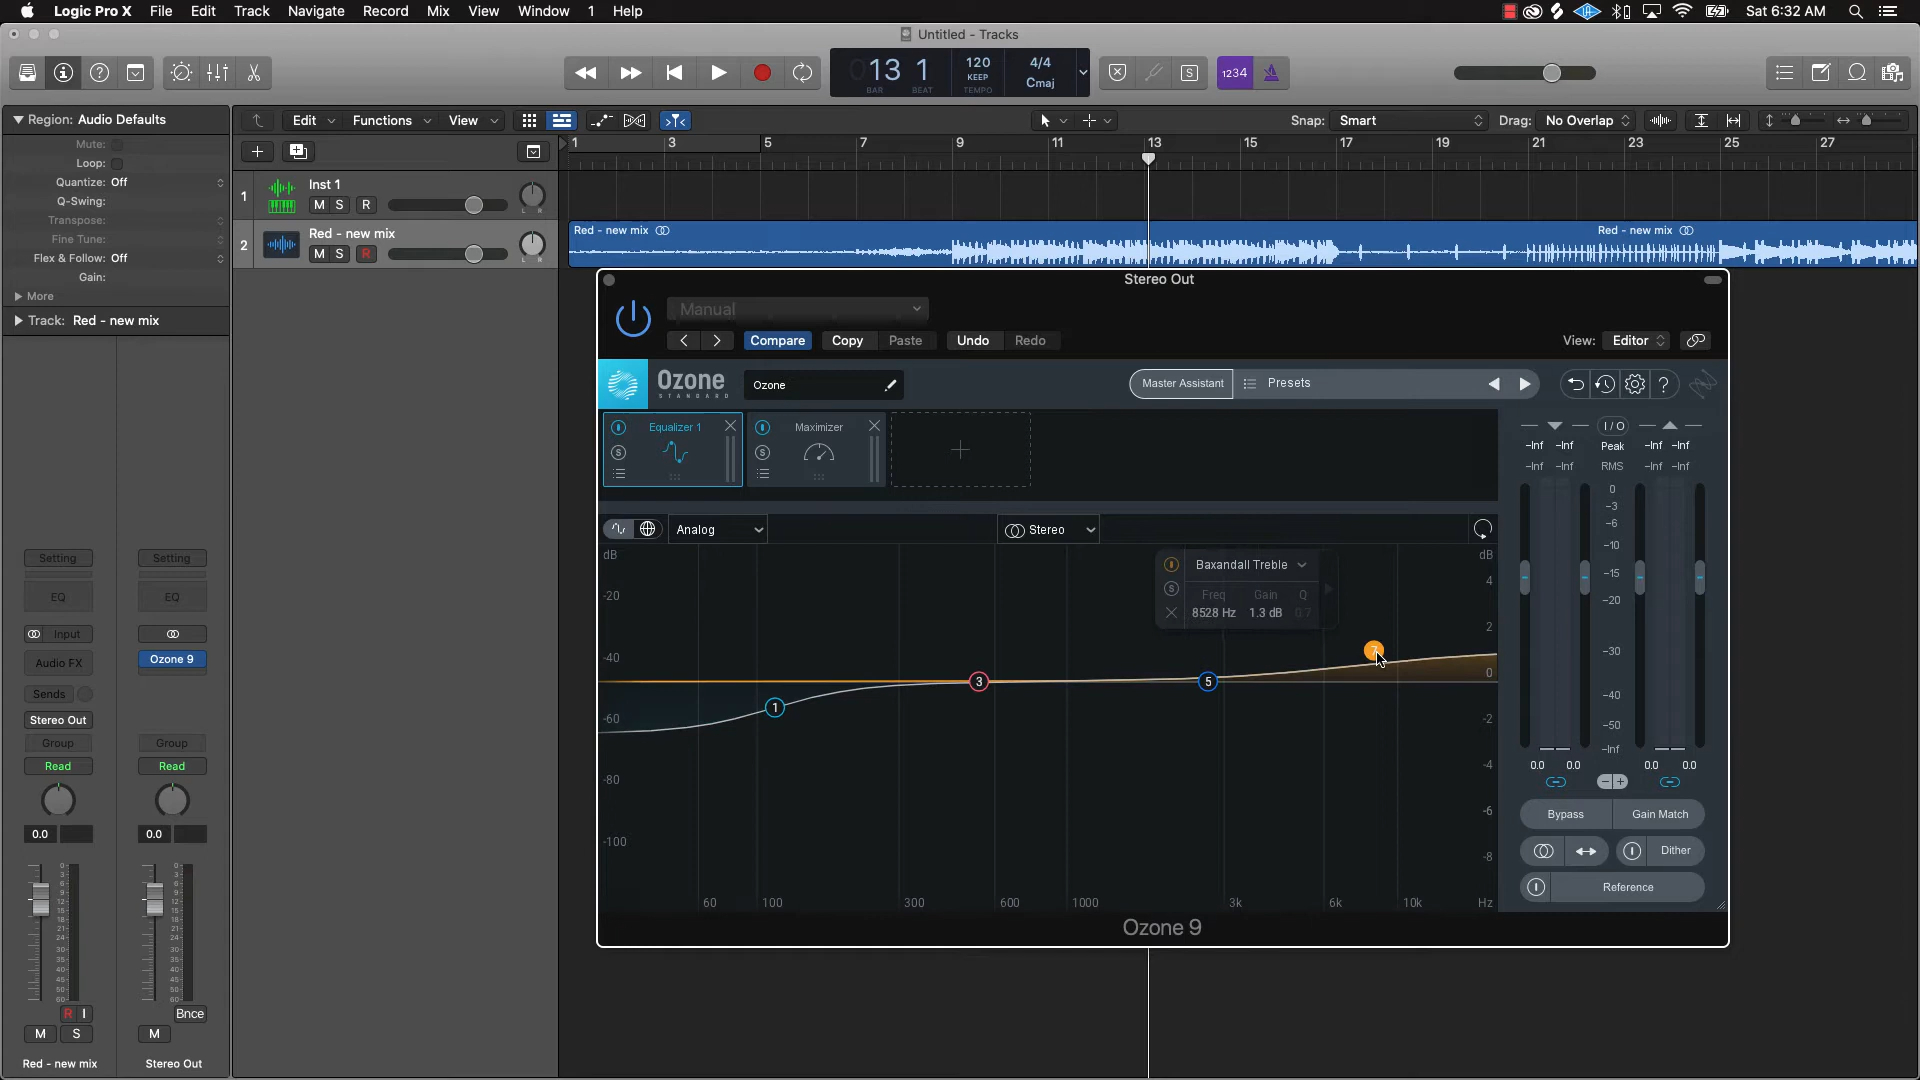 Logic Pro X File Edit Track Navigate Record Mix View Window 1 Help Sat 6:32 AM
Untitled - Tracks
13 1 120 4/4
KEEP Cmaj
BAR BEAT TEMPO
S 1234
Region: Audio Defaults
Mute:
Loop:
Quantize: Off
Q-Swing:
Transpose:
Fine Tune:
Flex & Follow: Off
Gain:
More
Track: Red - new mix
Edit Functions View Snap: Smart Drag: No Overlap
1 3 5 7 9 11 13 15 17 19 21 23 25 27
1 Inst 1
M S R L R
2 Red - new mix
M S R L R
Red - new mix Red - new mix
Stereo Out
Manual
Compare Copy Paste Undo Redo View: Editor
Ozone
STANDARD
Ozone
Master Assistant Presets ?
Equalizer 1 Maximizer
S S
Analog Stereo
dB dB
Baxandall Treble
S Freq Gain Q
8528 Hz 1.3 dB 0.7
-20
-40
-60
-80
-100
4
2
0
-2
-4
-6
-8
1 3 5 7
60 100 300 600 1000 3k 6k 10k Hz
I / O
-Inf -Inf Peak -Inf -Inf
-Inf -Inf RMS -Inf -Inf
0
-3
-6
-10
-15
-20
-30
-40
-50
-Inf
0.0 0.0 0.0 0.0
Bypass Gain Match
Dither
Reference
Ozone 9
Setting Setting
EQ EQ
Input
Audio FX Ozone 9
Sends
Stereo Out
Group Group
Read Read
0.0 0.0
R I Bnce
M S M
Red - new mix Stereo Out